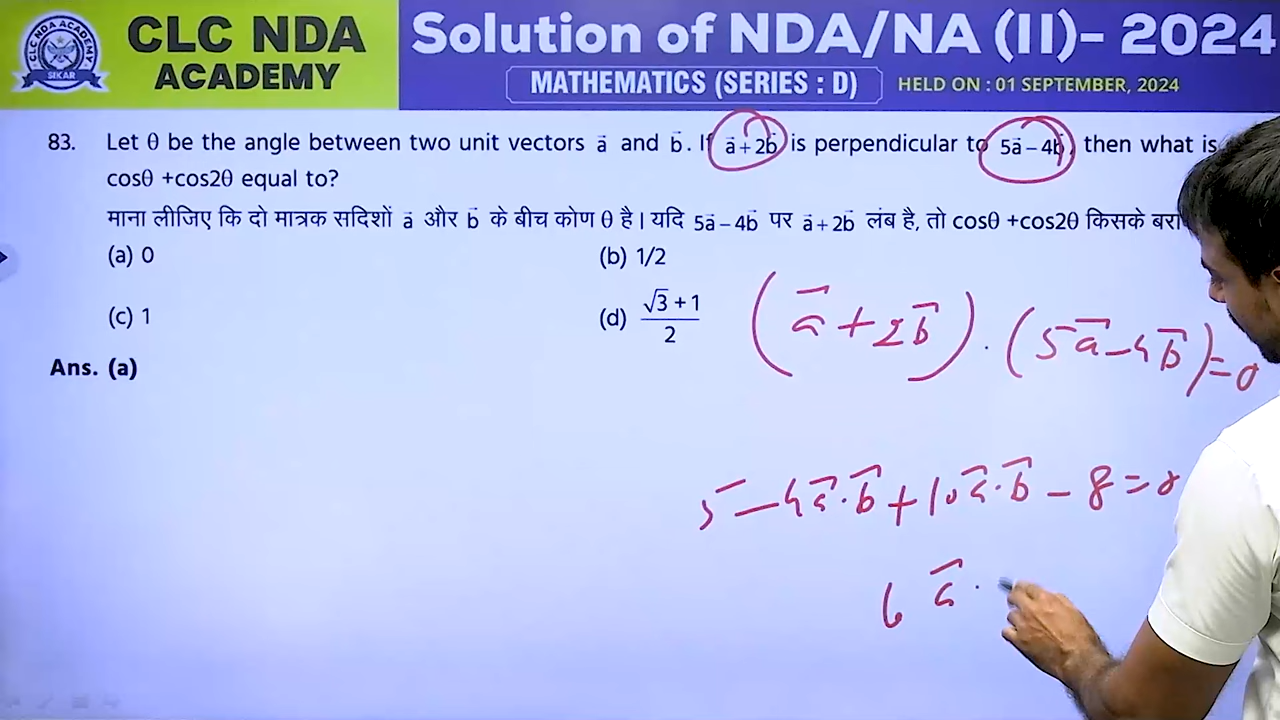 CLC NDA ACADEMY
SIKAR
CLC NDA
ACADEMY
Solution of NDA/NA (II)- 2024
MATHEMATICS (SERIES : D)
HELD ON : 01 SEPTEMBER, 2024
83. Let θ be the angle between two unit vectors a⃗ and b⃗. If a⃗ + 2b⃗ is perpendicular to 5a⃗ − 4b⃗, then what is
cosθ +cos2θ equal to?
माना लीजिए कि दो मात्रक सदिशों a⃗ और b⃗ के बीच कोण θ है। यदि 5a⃗ − 4b⃗ पर a⃗ + 2b⃗ लंब है, तो cosθ +cos2θ किसके
(a) 0 (b) 1/2
(c) 1 (d) (√3 + 1)/2
Ans. (a)
(a⃗ + 2b⃗) · (5a⃗ − 4b⃗) = 0
5 − 4a⃗·b⃗ + 10a⃗·b⃗ − 8 = 0
6 a⃗ ·